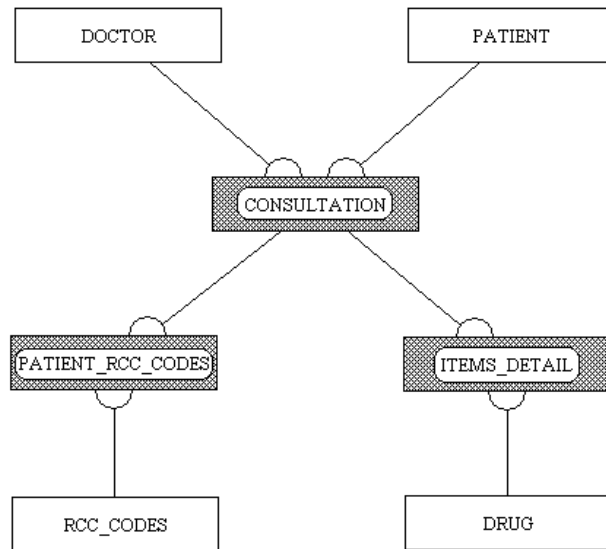 DOCTOR
PATIENT
CONSULTATION
PATIENT_RCC_CODES
ITEMS_DETAIL
RCC_CODES
DRUG